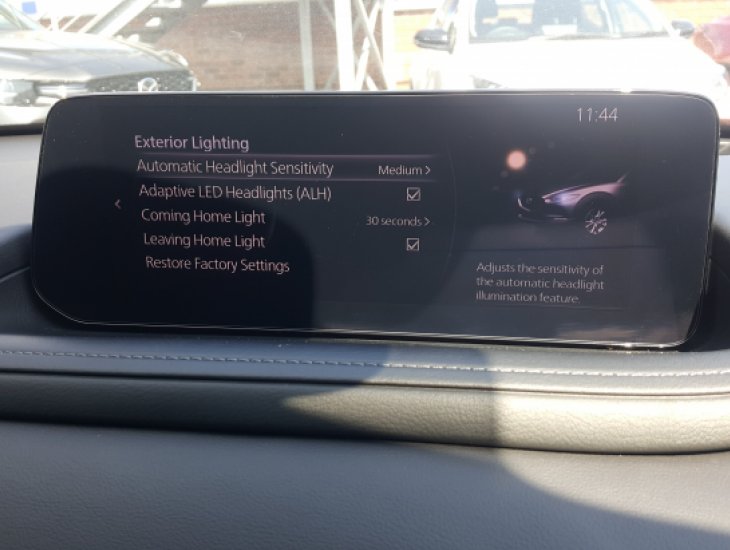 11:44
Exterior Lighting
Automatic Headlight Sensitivity Medium >
Adaptive LED Headlights (ALH)
Coming Home Light 30 seconds >
Leaving Home Light
Restore Factory Settings
Adjusts the sensitivity of
the automatic headlight
illumination feature.